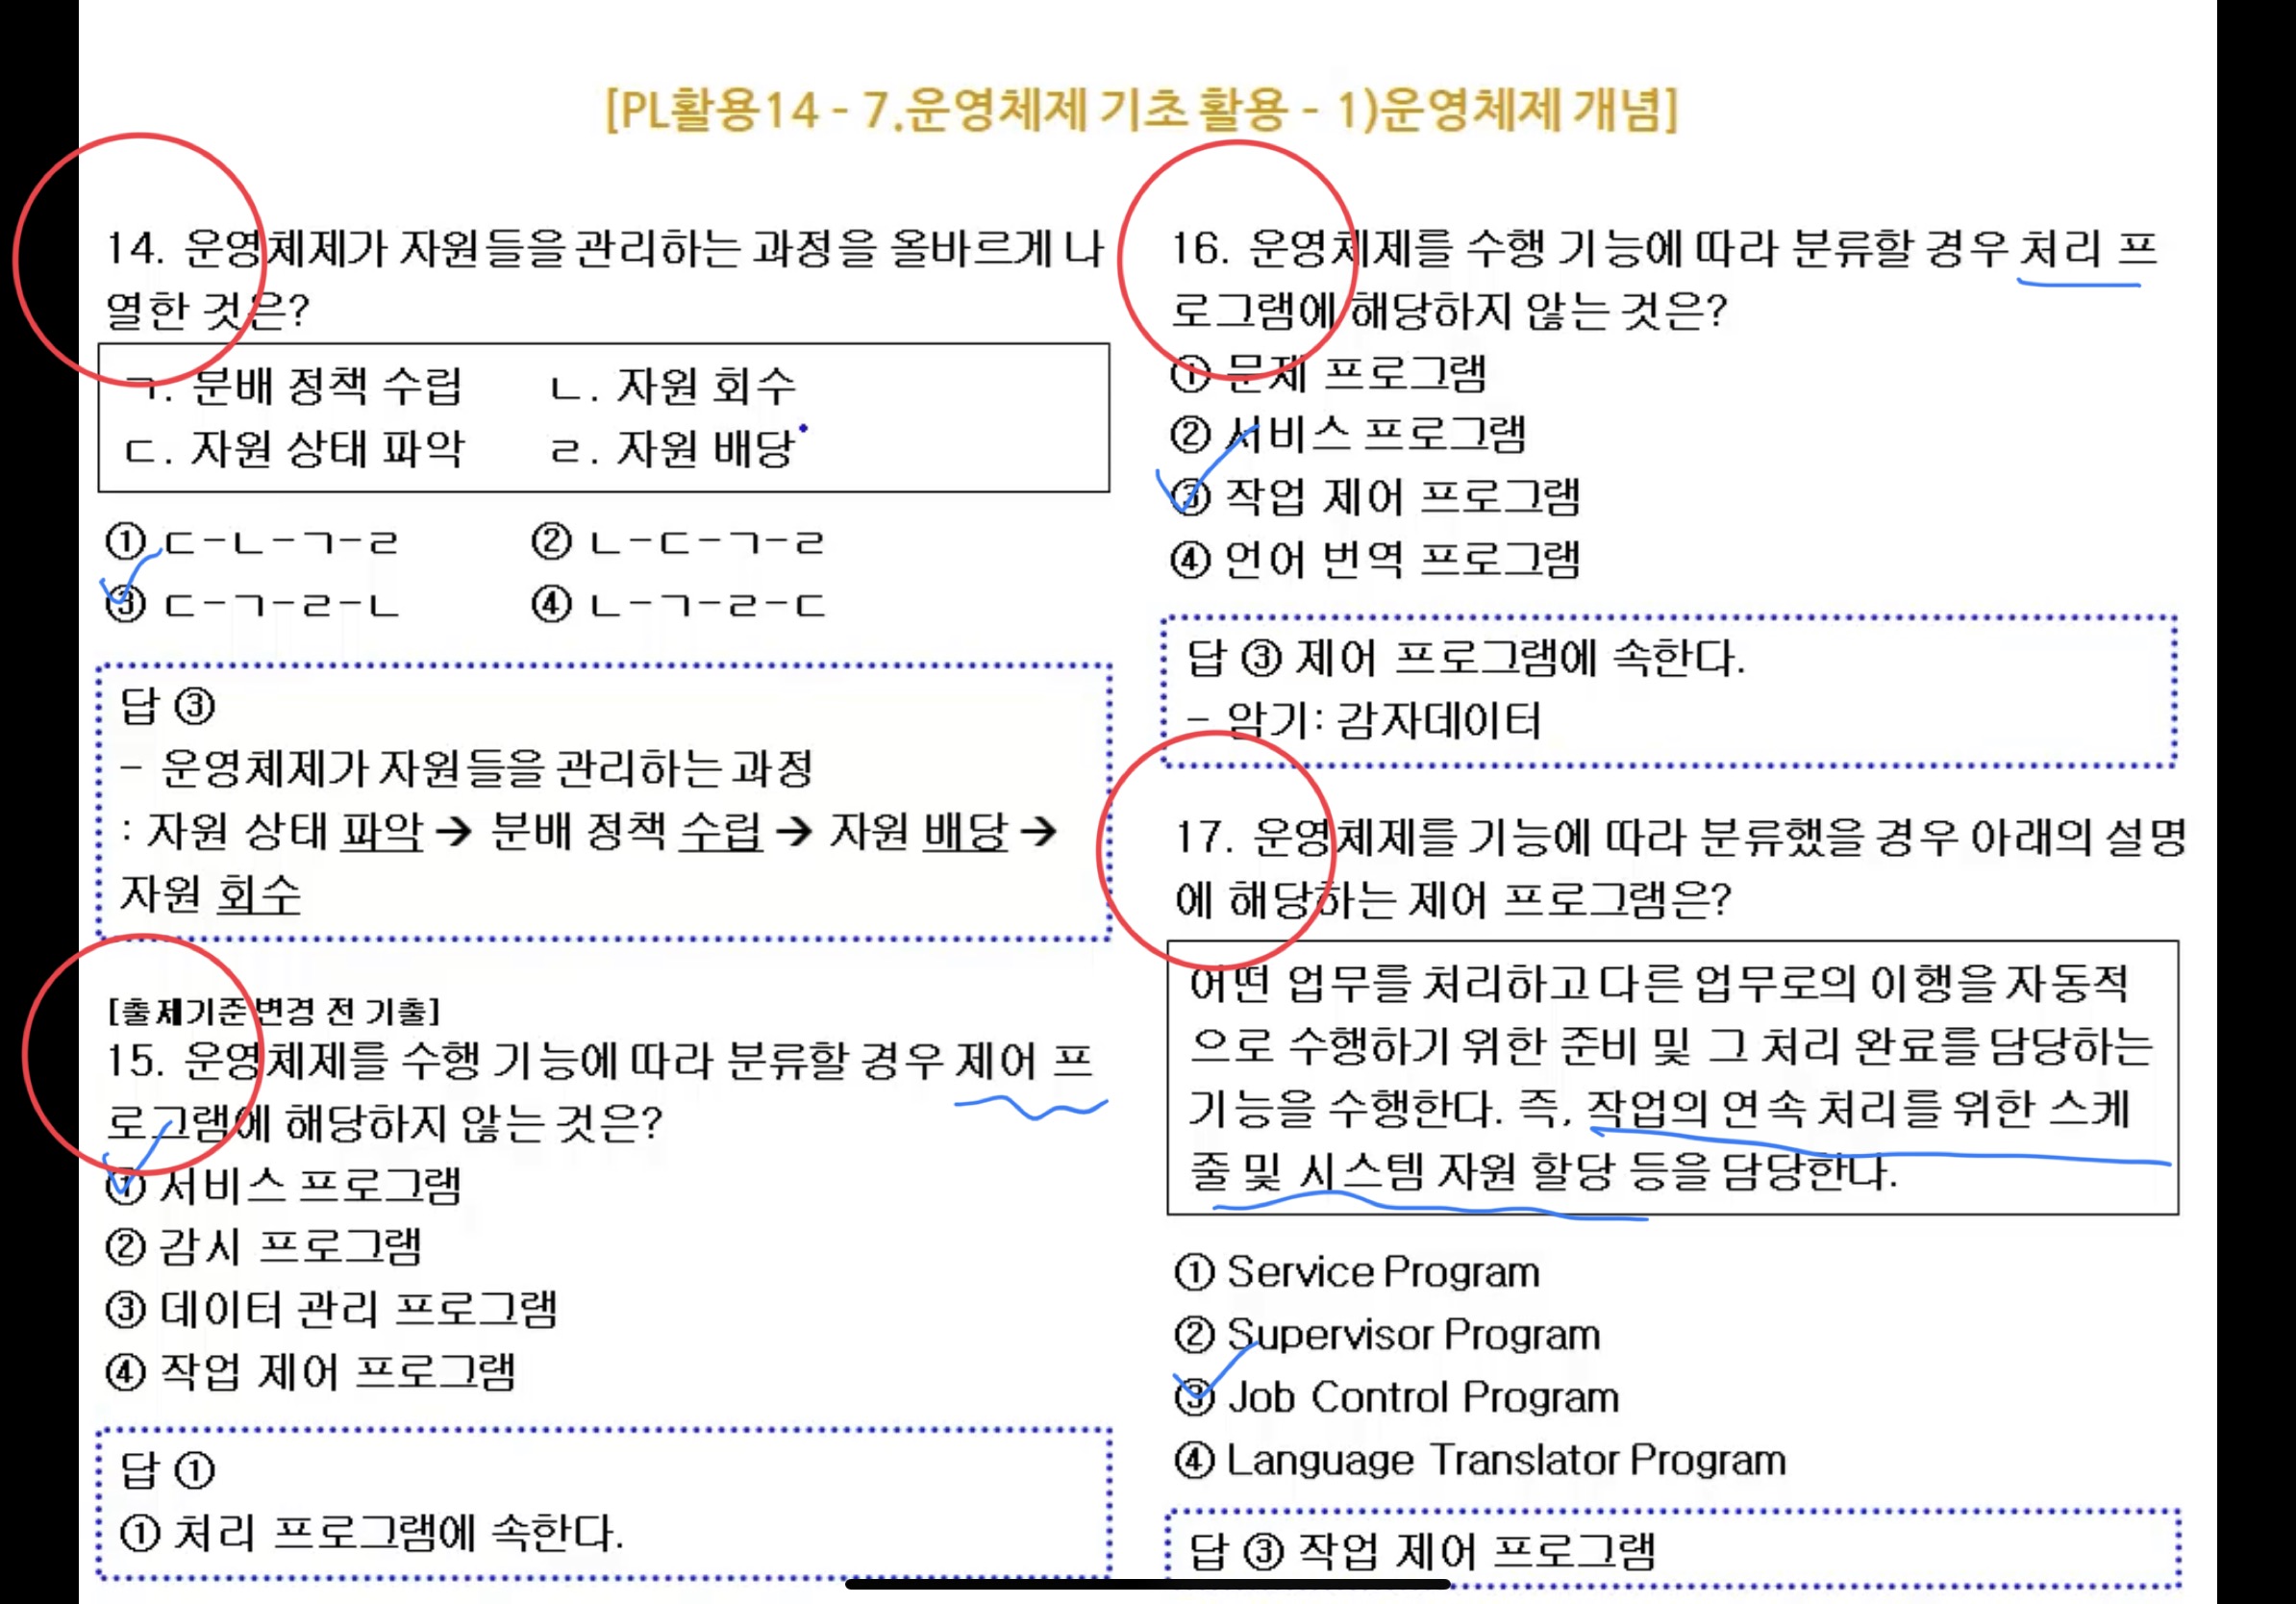 [PL활용14 - 7.운영체제 기초 활용 - 1)운영체제 개념]
14. 운영체제가 자원들을 관리하는 과정을 올바르게 나
열한 것은?
ㄱ. 분배 정책 수립 ㄴ. 자원 회수
ㄷ. 자원 상태 파악 ㄹ. 자원 배당
① ㄷ-ㄴ-ㄱ-ㄹ ② ㄴ-ㄷ-ㄱ-ㄹ
③ ㄷ-ㄱ-ㄹ-ㄴ ④ ㄴ-ㄱ-ㄹ-ㄷ
답 ③
- 운영체제가 자원들을 관리하는 과정
: 자원 상태 파악 → 분배 정책 수립 → 자원 배당 →
자원 회수
[출제기준 변경 전 기출]
15. 운영체제를 수행 기능에 따라 분류할 경우 제어 프
로그램에 해당하지 않는 것은?
① 서비스 프로그램
② 감시 프로그램
③ 데이터 관리 프로그램
④ 작업 제어 프로그램
답 ①
① 처리 프로그램에 속한다.
16. 운영체제를 수행 기능에 따라 분류할 경우 처리 프
로그램에 해당하지 않는 것은?
① 문제 프로그램
② 서비스 프로그램
③ 작업 제어 프로그램
④ 언어 번역 프로그램
답 ③ 제어 프로그램에 속한다.
- 암기: 감자데이터
17. 운영체제를 기능에 따라 분류했을 경우 아래의 설명
에 해당하는 제어 프로그램은?
어떤 업무를 처리하고 다른 업무로의 이행을 자동적
으로 수행하기 위한 준비 및 그 처리 완료를 담당하는
기능을 수행한다. 즉, 작업의 연속 처리를 위한 스케
줄 및 시스템 자원 할당 등을 담당한다.
① Service Program
② Supervisor Program
③ Job Control Program
④ Language Translator Program
답 ③ 작업 제어 프로그램